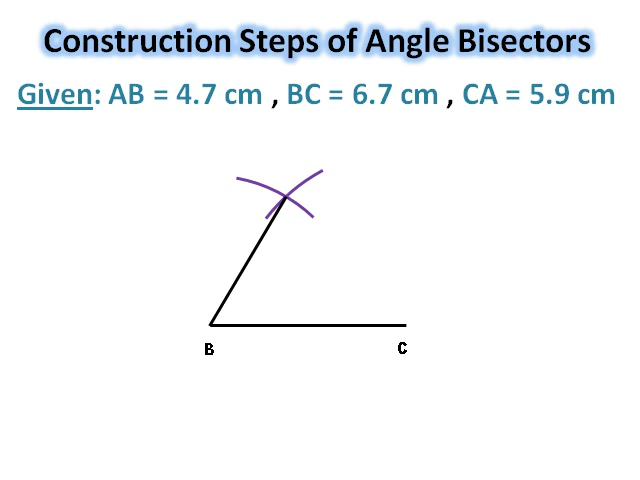 Construction Steps of Angle Bisectors
Given: AB = 4.7 cm , BC = 6.7 cm , CA = 5.9 cm
B C